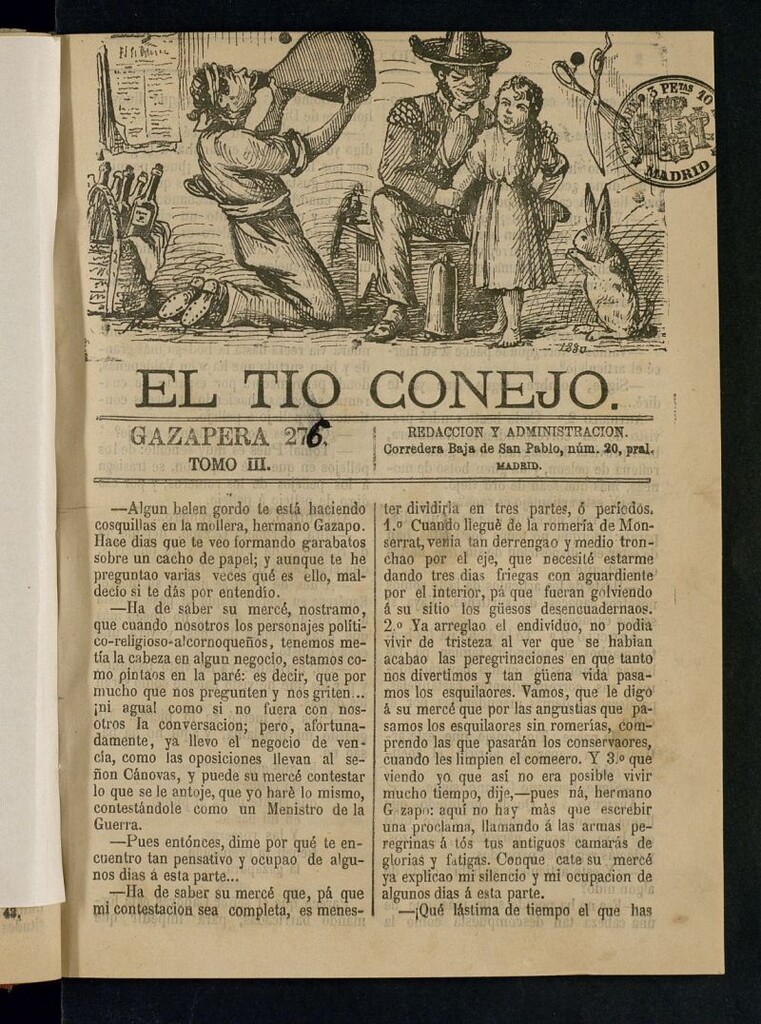 3 PETAS 10
MADRID
1880
EL TIO CONEJO.
GAZAPERA 276.
TOMO III.
REDACCION Y ADMINISTRACION.
Corredera Baja de San Pablo, núm. 20, pral.
MADRID.
—Algun belen gordo te está haciendo
cosquillas en la mollera, hermano Gazapo.
Hace dias que te veo formando garabatos
sobre un cacho de papel; y aunque te he
preguntao varias veces qué es ello, mal-
decío si te dás por entendío.
—Ha de saber su mercé, nostramo,
que cuando nosotros los personajes políti-
co-religioso-alcornoqueños, tenemos me-
tía la cabeza en algun negocio, estamos co-
mo pintaos en la paré: es decir, que por
mucho que nos pregunten y nos griten...
¡ni agual como si no fuera con nos-
otros la conversacion; pero, afortuna-
damente, ya llevo el negocio de ven-
cía, como las oposiciones llevan al se-
ñon Cánovas, y puede su mercé contestar
lo que se le antoje, que yo haré lo mismo,
contestándole como un Menistro de la
Guerra.
—Pues entónces, dime por qué te en-
cuentro tan pensativo y ocupao de algu-
nos dias á esta parte...
—Ha de saber su mercé que, pá que
mi contestacion sea completa, es menes-
ter dividirla en tres partes, ó períodos.
1.º Cuando llegué de la romería de Mon-
serrat, venia tan derrengao y medio tron-
chao por el eje, que necesité estarme
dando tres dias friegas con aguardiente
por el interior, pá que fueran golviendo
á su sitio los güesos desencuadernaos.
2.º Ya arreglao el endividuo, no podia
vivir de tristeza al ver que se habian
acabao las peregrinaciones en que tanto
nos divertimos y tan güena vida pasa-
mos los esquilaores. Vamos, que le digo
á su mercé que por las angustias que pa-
samos los esquilaores sin romerías, com-
prendo las que pasarán los conservaores,
cuando les limpien el comeero. Y 3.º que
viendo yo que así no era posible vivir
mucho tiempo, dije,—pues ná, hermano
G zapo: aquí no hay más que escrebir
una proclama, llamando á las armas pe-
regrinas á tós tus antiguos camarás de
glorias y fatigas. Conque cate su mercé
ya explicao mi silencio y mi ocupacion de
algunos dias á esta parte.
—¡Qué lástima de tiempo el que has
43.